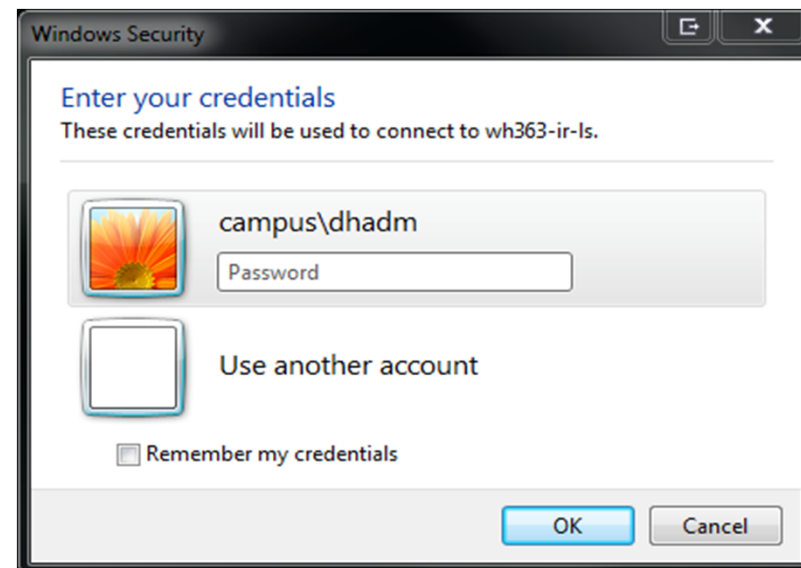 Windows Security
Enter your credentials
These credentials will be used to connect to wh363-ir-ls.
campus\dhadm
Password
Use another account
Remember my credentials
OK
Cancel